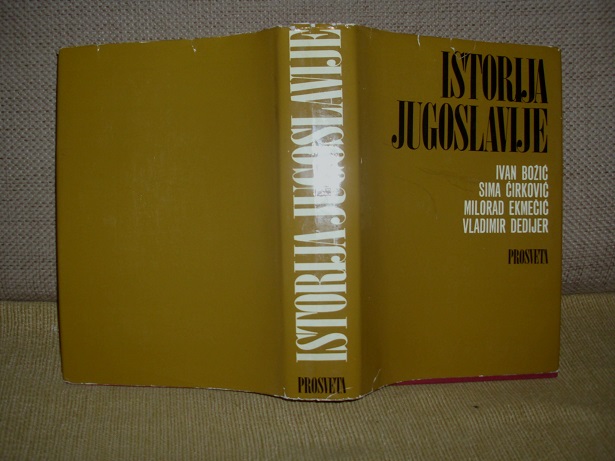 ISTORIJA JUGOSLAVIJE
PROSVETA
ISTORIJA
JUGOSLAVIJE
IVAN BOŽIĆ
SIMA ĆIRKOVIĆ
MILORAD EKMEČIĆ
VLADIMIR DEDIJER
PROSVETA